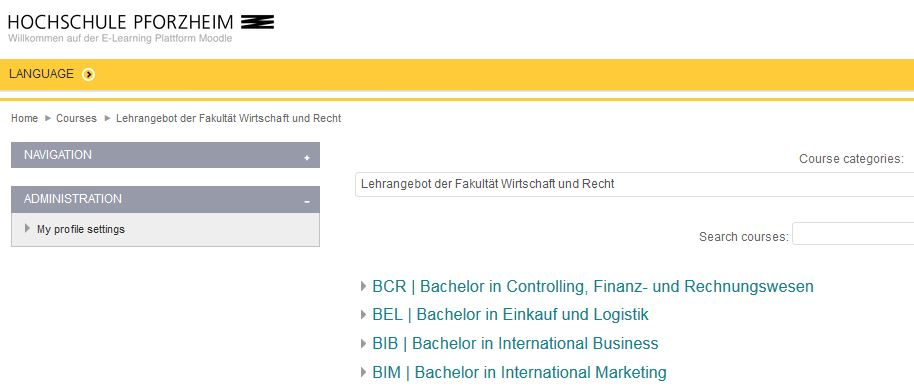 HOCHSCHULE PFORZHEIM
Willkommen auf der E-Learning Plattform Moodle
LANGUAGE
Home Courses Lehrangebot der Fakultät Wirtschaft und Recht
NAVIGATION +
Course categories:
Lehrangebot der Fakultät Wirtschaft und Recht
ADMINISTRATION -
My profile settings
Search courses:
BCR | Bachelor in Controlling, Finanz- und Rechnungswesen
BEL | Bachelor in Einkauf und Logistik
BIB | Bachelor in International Business
BIM | Bachelor in International Marketing